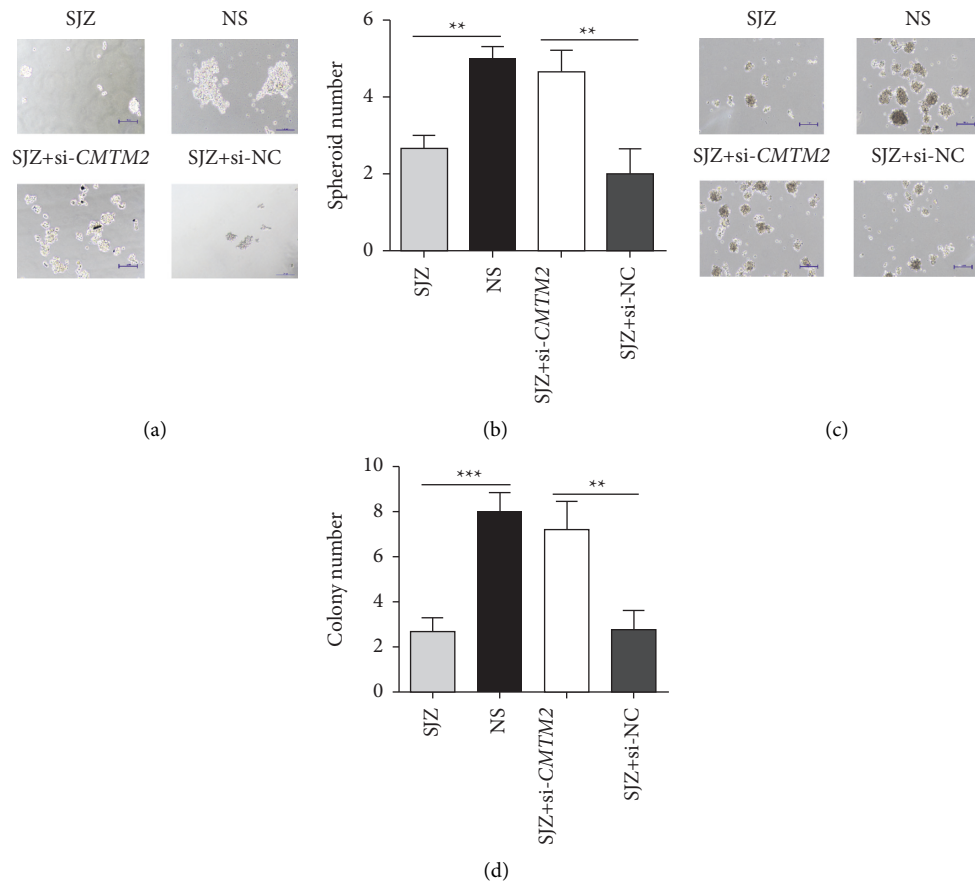 SJZ
NS
SJZ+si-CMTM2
SJZ+si-NC
(a)
Spheroid number
6
4
2
0
**
**
SJZ
NS
SJZ+si-CMTM2
SJZ+si-NC
(b)
SJZ
NS
SJZ+si-CMTM2
SJZ+si-NC
(c)
Colony number
10
8
6
4
2
0
***
**
SJZ
NS
SJZ+si-CMTM2
SJZ+si-NC
(d)